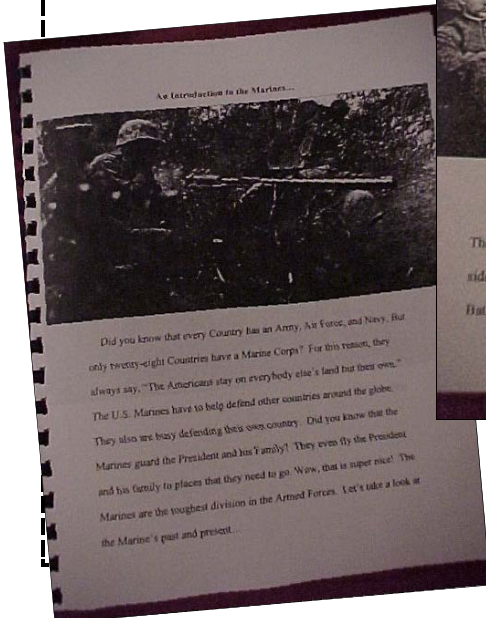 An Introduction to the Marines...
Did you know that every Country has an Army, Air Force, and Navy. But
only twenty-eight Countries have a Marine Corps? For this reason, they
always say, "The Americans stay on everybody else's land but their own."
The U.S. Marines have to help defend other countries around the globe.
They also are busy defending their own country. Did you know that the
Marines guard the President and his Family? They even fly the President
and his family to places that they need to go. Wow, that is super nice! The
Marines are the toughest division in the Armed Forces. Let's take a look at
the Marine's past and present...
Th
sid
Bat